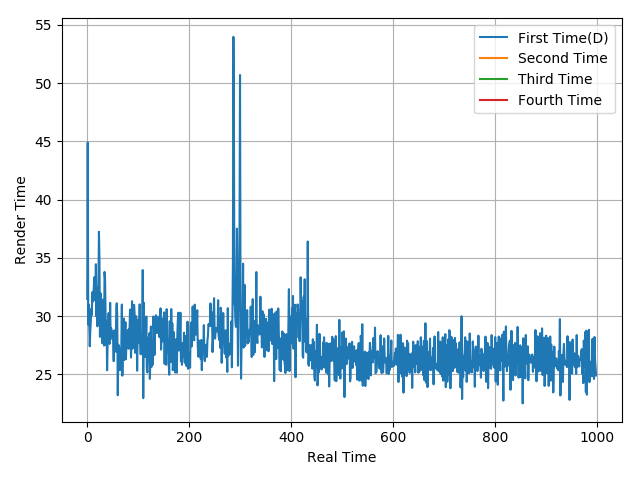 55
50
45
40
35
30
25
Render Time
First Time(D)
Second Time
Third Time
Fourth Time
0 200 400 600 800 1000
Real Time